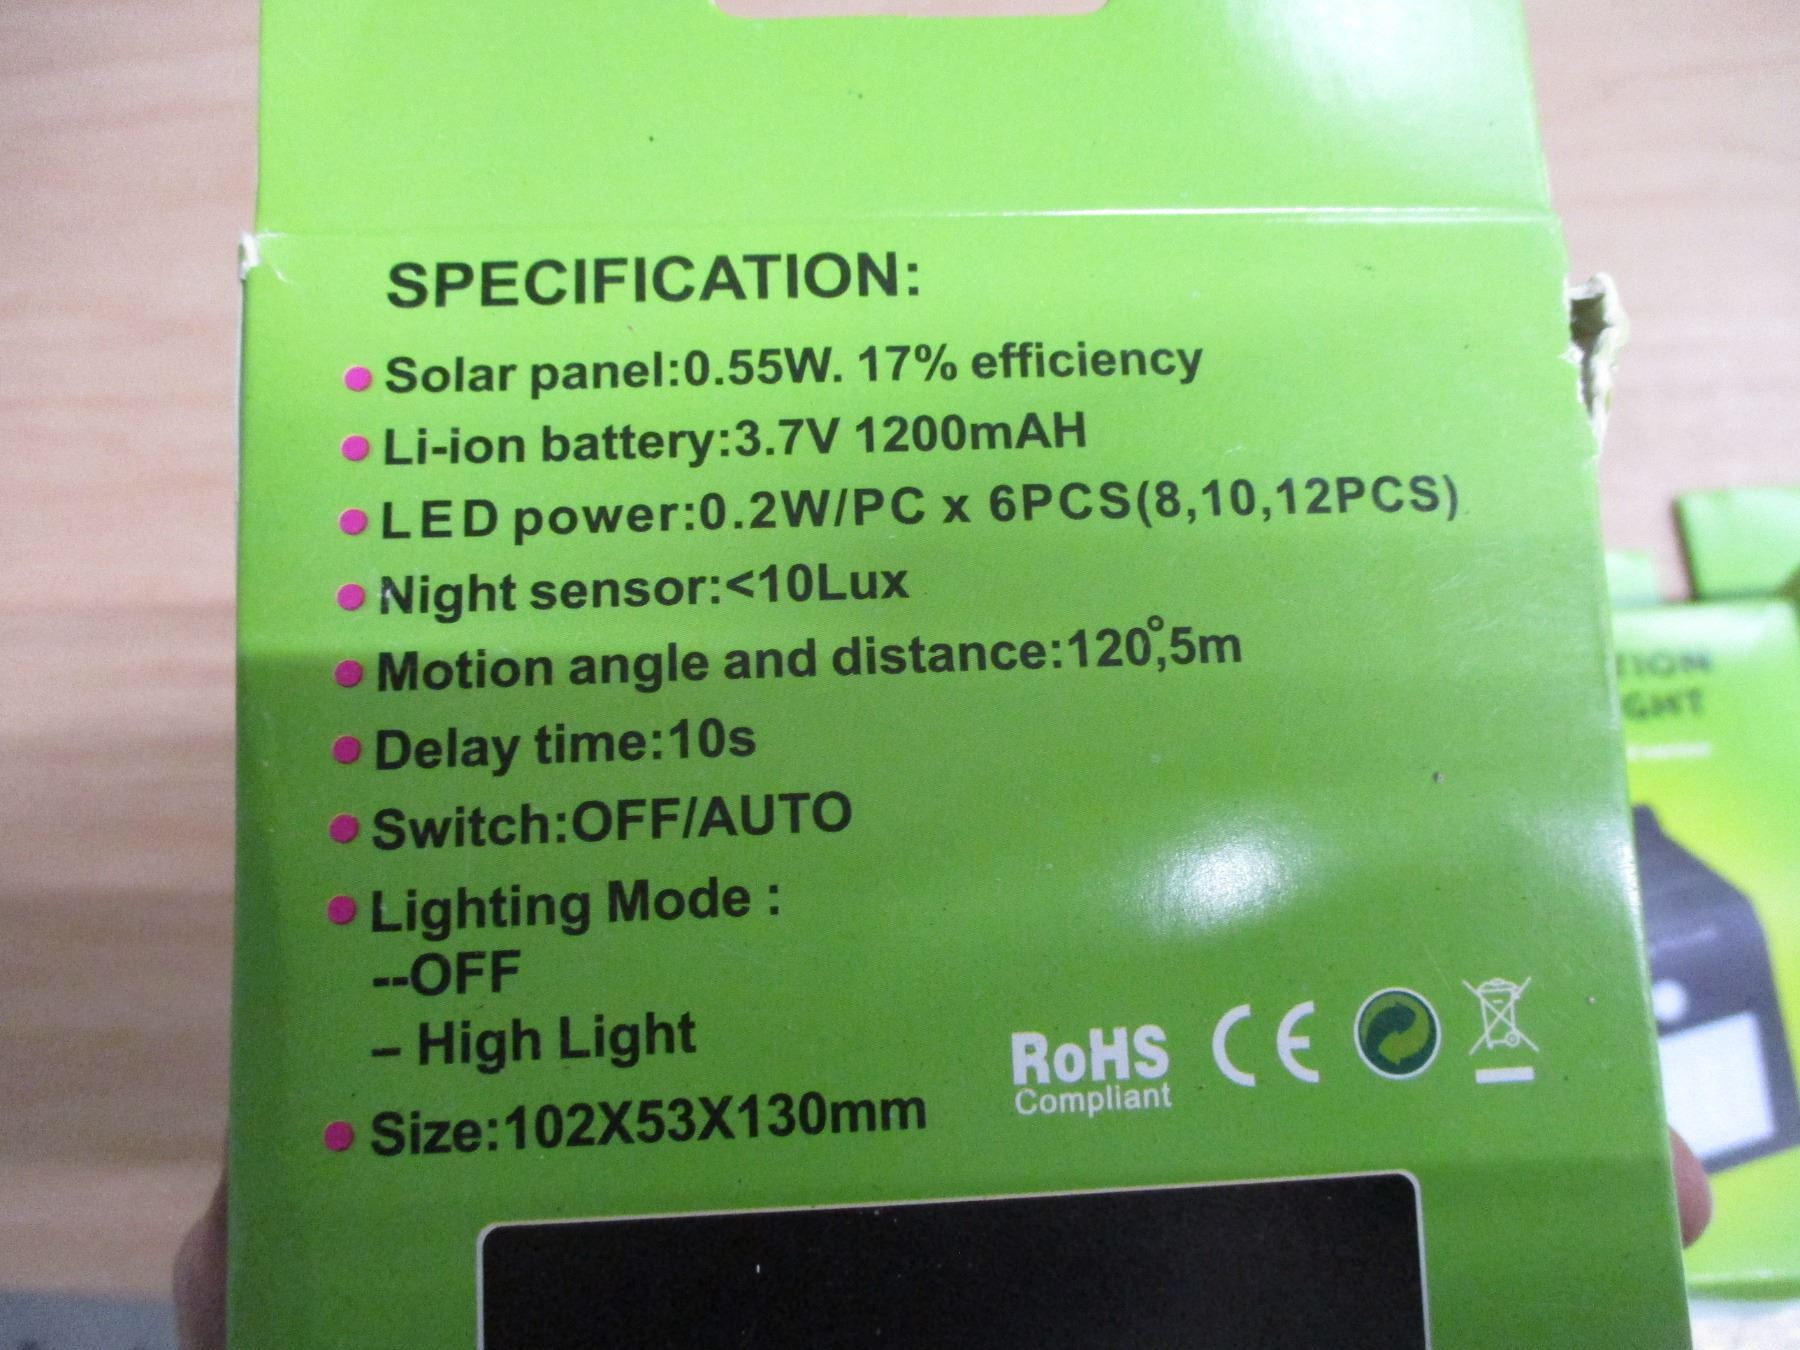 SPECIFICATION:
Solar panel:0.55W. 17% efficiency
Li-ion battery:3.7V 1200mAH
LED power:0.2W/PC x 6PCS(8,10,12PCS)
Night sensor:<10Lux
Motion angle and distance:120°,5m
Delay time:10s
Switch:OFF/AUTO
Lighting Mode :
--OFF
– High Light
Size:102X53X130mm
RoHS
Compliant
CE